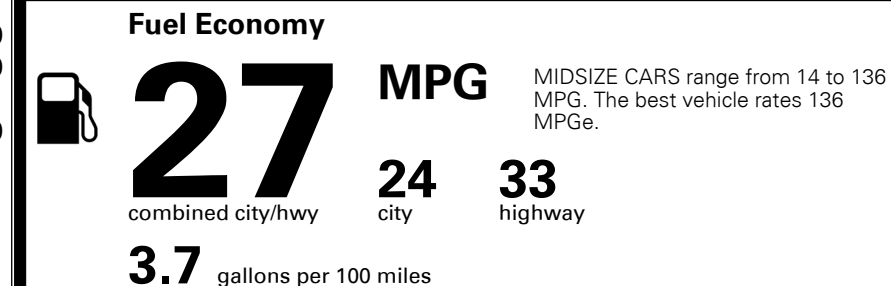 Fuel Economy
27 MPG
MIDSIZE CARS range from 14 to 136
MPG. The best vehicle rates 136
MPGe.
combined city/hwy
24
city
33
highway
3.7 gallons per 100 miles